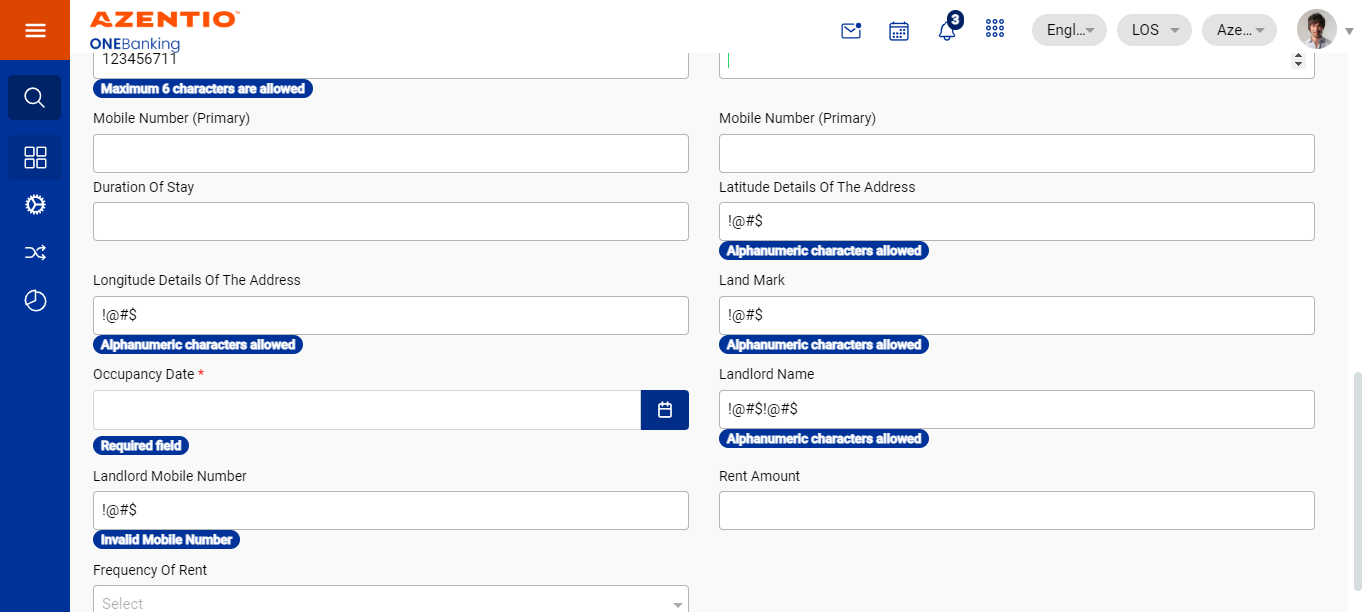 AZENTIO™
ONEBanking
3
Engl...
LOS
Aze...
123456711
Maximum 6 characters are allowed
Mobile Number (Primary)
Mobile Number (Primary)
Duration Of Stay
Latitude Details Of The Address
!@#$
Alphanumeric characters allowed
Longitude Details Of The Address
Land Mark
!@#$
!@#$
Alphanumeric characters allowed
Alphanumeric characters allowed
Occupancy Date *
Landlord Name
!@#$!@#$
Required field
Alphanumeric characters allowed
Landlord Mobile Number
Rent Amount
!@#$
Invalid Mobile Number
Frequency Of Rent
Select